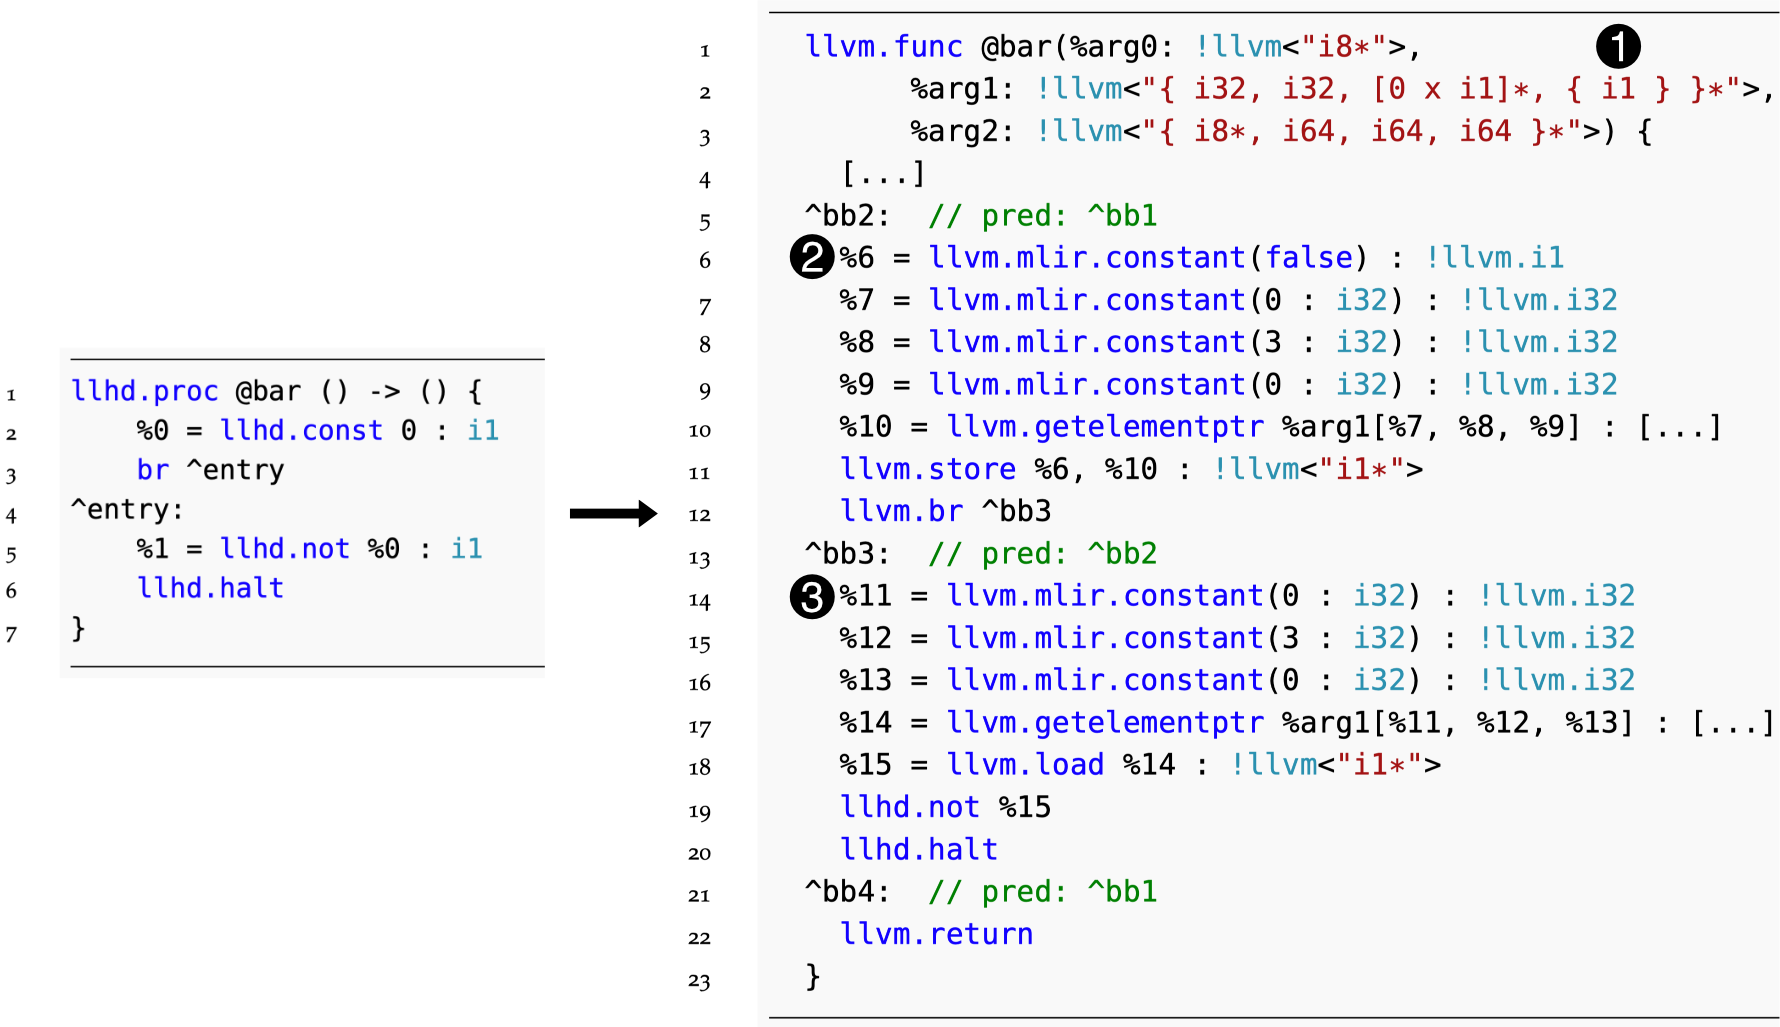 1 llhd.proc @bar () -> () {
2 %0 = llhd.const 0 : i1
3 br ^entry
4 ^entry:
5 %1 = llhd.not %0 : i1
6 llhd.halt
7 }
1 llvm.func @bar(%arg0: !llvm<"i8*">, ❶
2 %arg1: !llvm<"{ i32, i32, [0 x i1]*, { i1 } }*">,
3 %arg2: !llvm<"{ i8*, i64, i64, i64 }*">) {
4 [...]
5 ^bb2: // pred: ^bb1
6 ❷ %6 = llvm.mlir.constant(false) : !llvm.i1
7 %7 = llvm.mlir.constant(0 : i32) : !llvm.i32
8 %8 = llvm.mlir.constant(3 : i32) : !llvm.i32
9 %9 = llvm.mlir.constant(0 : i32) : !llvm.i32
10 %10 = llvm.getelementptr %arg1[%7, %8, %9] : [...]
11 llvm.store %6, %10 : !llvm<"i1*">
12 llvm.br ^bb3
13 ^bb3: // pred: ^bb2
14 ❸ %11 = llvm.mlir.constant(0 : i32) : !llvm.i32
15 %12 = llvm.mlir.constant(3 : i32) : !llvm.i32
16 %13 = llvm.mlir.constant(0 : i32) : !llvm.i32
17 %14 = llvm.getelementptr %arg1[%11, %12, %13] : [...]
18 %15 = llvm.load %14 : !llvm<"i1*">
19 llhd.not %15
20 llhd.halt
21 ^bb4: // pred: ^bb1
22 llvm.return
23 }